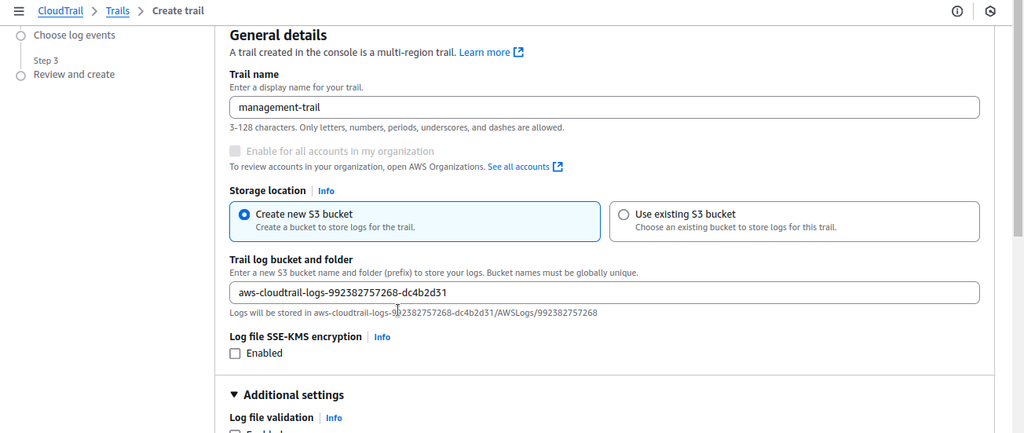 CloudTrail > Trails > Create trail
Choose log events
Step 3
Review and create
General details
A trail created in the console is a multi-region trail. Learn more
Trail name
Enter a display name for your trail.
management-trail
3-128 characters. Only letters, numbers, periods, underscores, and dashes are allowed.
Enable for all accounts in my organization
To review accounts in your organization, open AWS Organizations. See all accounts
Storage location | Info
Create new S3 bucket
Create a bucket to store logs for the trail.
Use existing S3 bucket
Choose an existing bucket to store logs for this trail.
Trail log bucket and folder
Enter a new S3 bucket name and folder (prefix) to store your logs. Bucket names must be globally unique.
aws-cloudtrail-logs-992382757268-dc4b2d31
Logs will be stored in aws-cloudtrail-logs-992382757268-dc4b2d31/AWSLogs/992382757268
Log file SSE-KMS encryption | Info
Enabled
Additional settings
Log file validation | Info